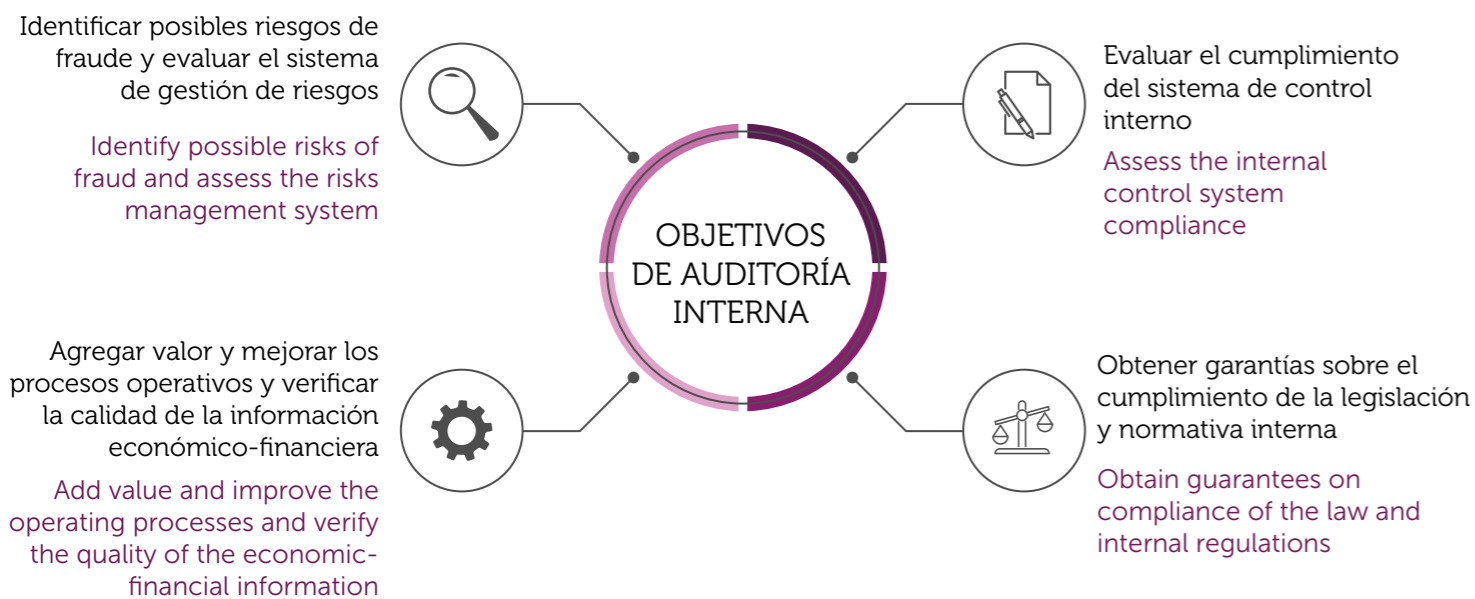 Identificar posibles riesgos de
fraude y evaluar el sistema
de gestión de riesgos
Identify possible risks of
fraud and assess the risks
management system
Evaluar el cumplimiento
del sistema de control
interno
Assess the internal
control system
compliance
OBJETIVOS
DE AUDITORÍA
INTERNA
Agregar valor y mejorar los
procesos operativos y verificar
la calidad de la información
económico-financiera
Add value and improve the
operating processes and verify
the quality of the economic-
financial information
Obtener garantías sobre el
cumplimiento de la legislación
y normativa interna
Obtain guarantees on
compliance of the law and
internal regulations